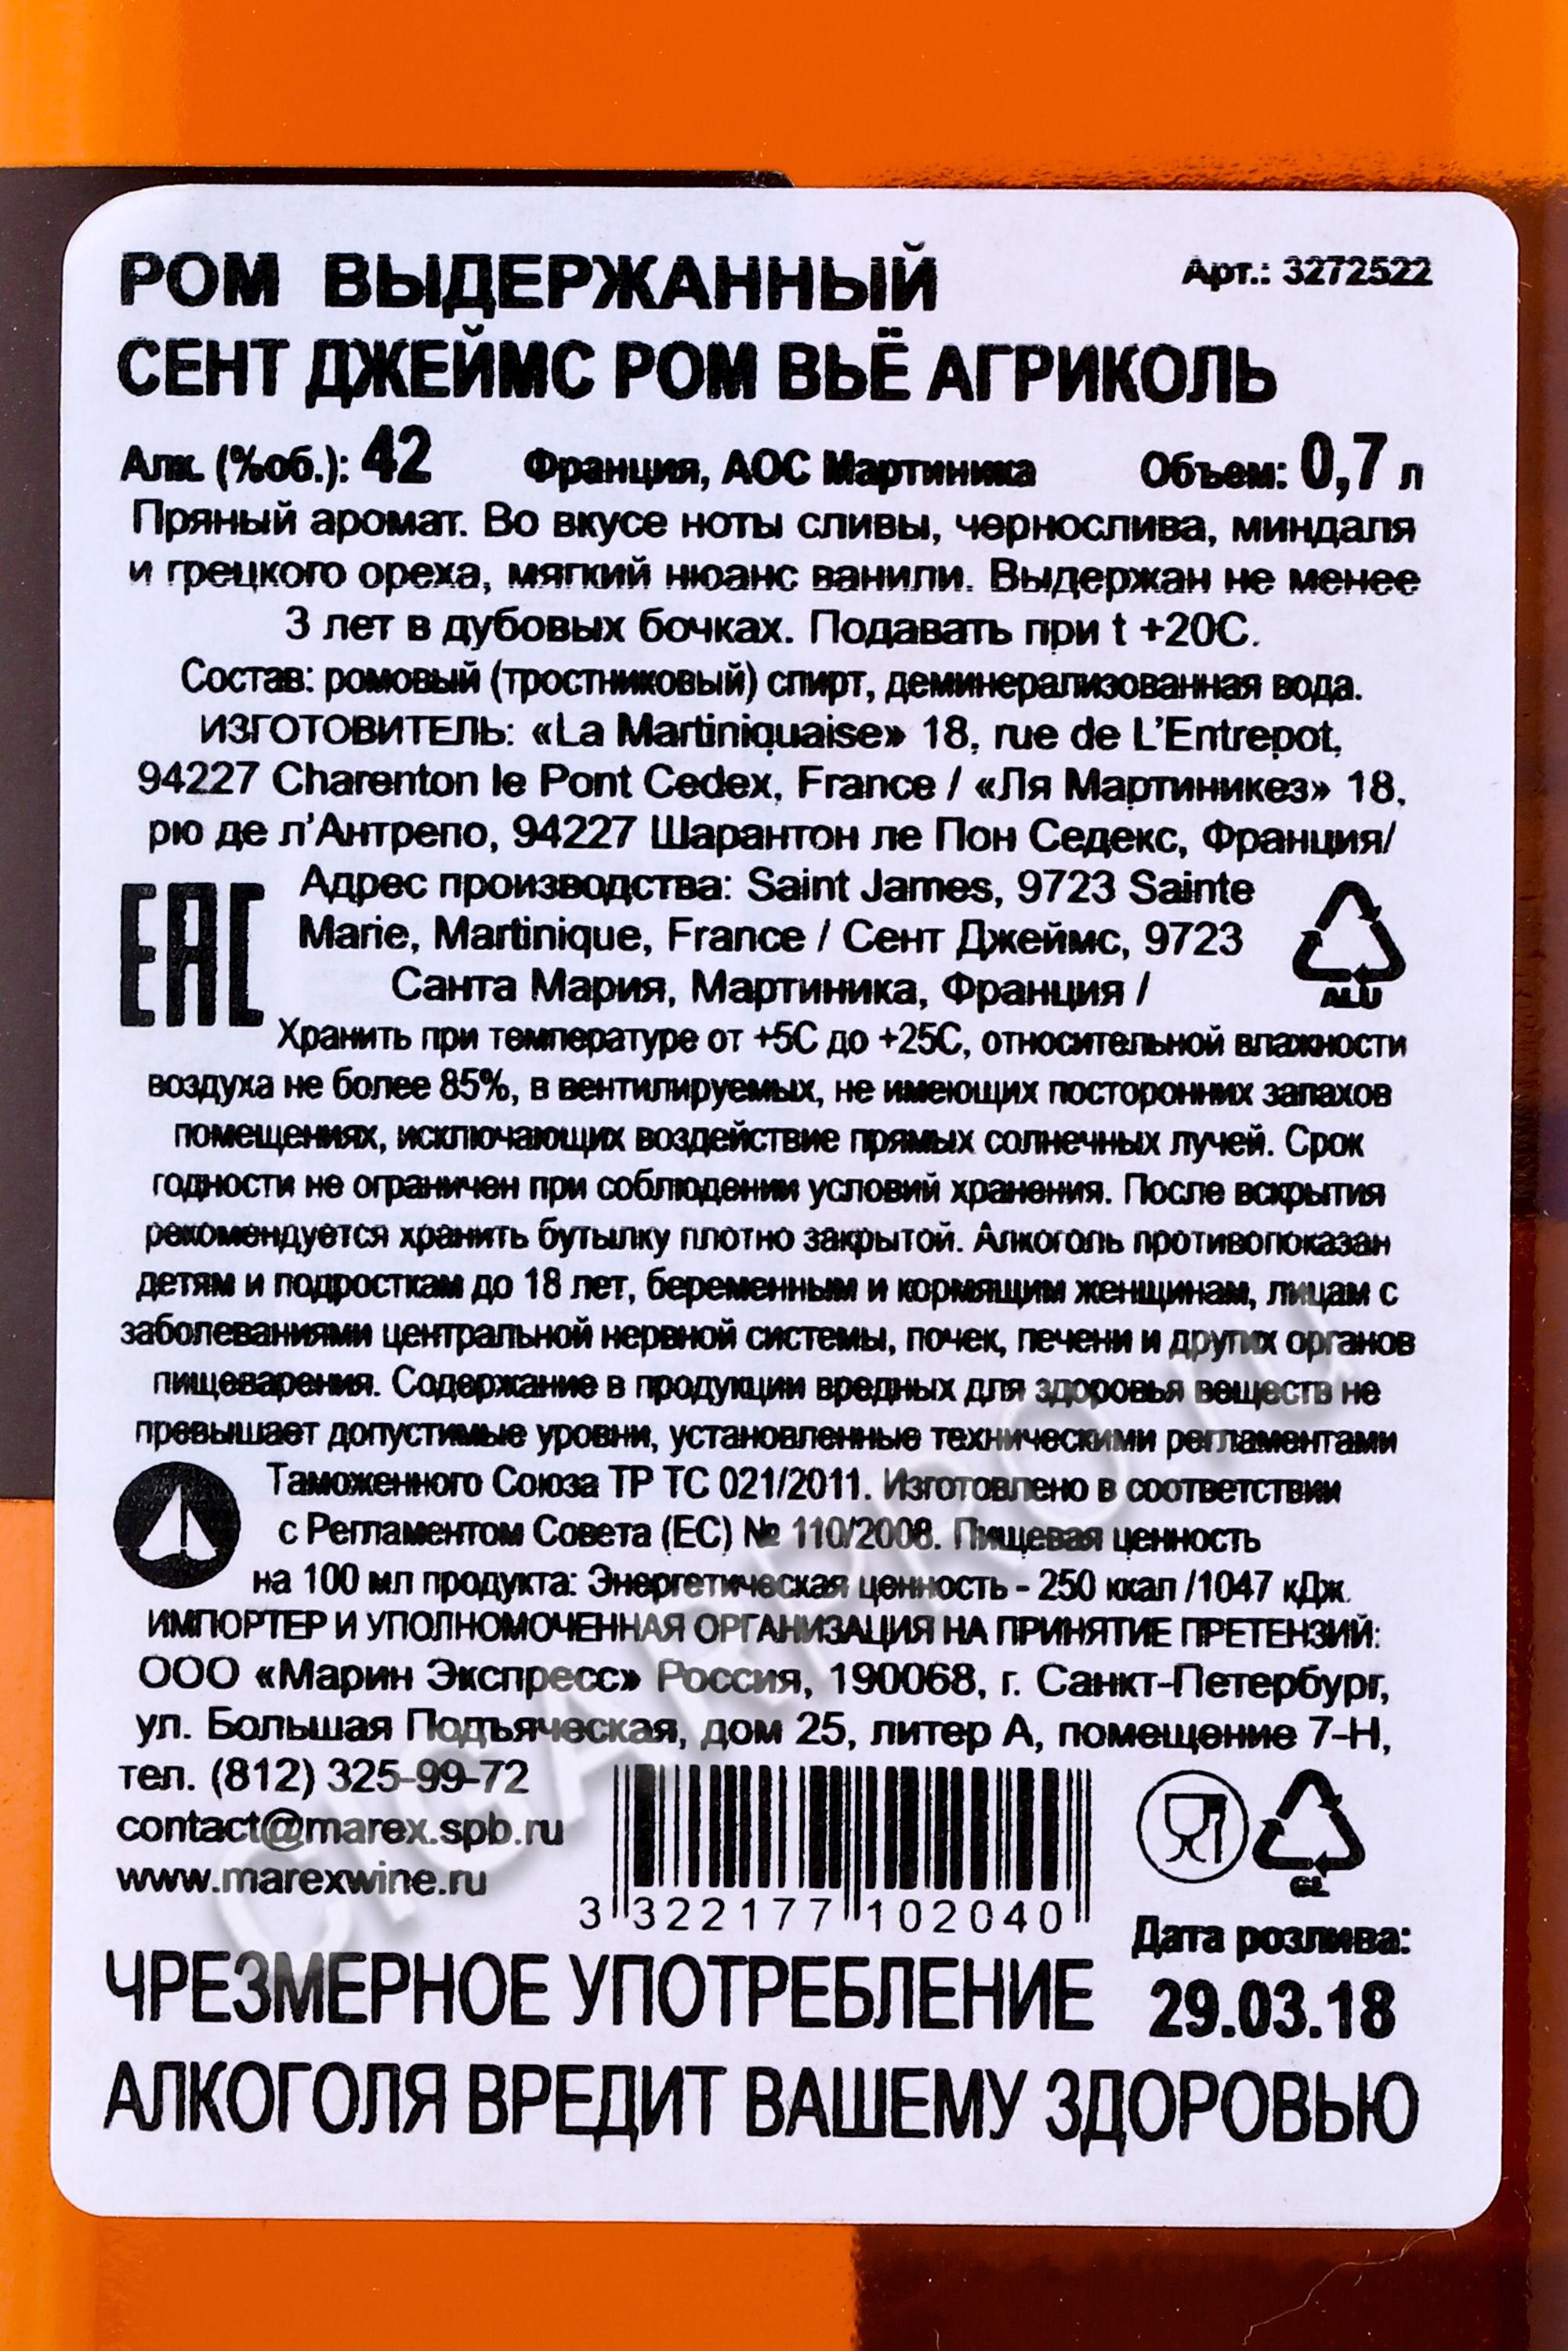 РОМ ВЫДЕРЖАННЫЙ
Арт.: 3272522
СЕНТ ДЖЕЙМС РОМ ВЬЁ АГРИКОЛЬ
Алк. (%об.): 42 Франция, АОС Мартиника Объем: 0,7 л
Пряный аромат. Во вкусе ноты сливы, чернослива, миндаля
и грецкого ореха, мягкий нюанс ванили. Выдержан не менее
3 лет в дубовых бочках. Подавать при t +20С.
Состав: ромовый (тростниковый) спирт, деминерализованная вода.
ИЗГОТОВИТЕЛЬ: «La Martiniquaise» 18, rue de L'Entrepot,
94227 Charenton le Pont Cedex, France / «Ля Мартиникез» 18,
рю де л'Антрепо, 94227 Шарантон ле Пон Седекс, Франция/
Адрес производства: Saint James, 9723 Sainte
Marie, Martinique, France / Сент Джеймс, 9723
Санта Мария, Мартиника, Франция /
EAC
ALU
Хранить при температуре от +5С до +25С, относительной влажности
воздуха не более 85%, в вентилируемых, не имеющих посторонних запахов
помещениях, исключающих воздействие прямых солнечных лучей. Срок
годности не ограничен при соблюдении условий хранения. После вскрытия
рекомендуется хранить бутылку плотно закрытой. Алкоголь противопоказан
детям и подросткам до 18 лет, беременным и кормящим женщинам, лицам с
заболеваниями центральной нервной системы, почек, печени и других органов
пищеварения. Содержание в продукции вредных для здоровья веществ не
превышает допустимые уровни, установленные техническими регламентами
Таможенного Союза ТР ТС 021/2011. Изготовлено в соответствии
с Регламентом Совета (ЕС) № 110/2008. Пищевая ценность
на 100 мл продукта: Энергетическая ценность - 250 ккал /1047 кДж.
ИМПОРТЕР И УПОЛНОМОЧЕННАЯ ОРГАНИЗАЦИЯ НА ПРИНЯТИЕ ПРЕТЕНЗИЙ:
ООО «Марин Экспресс» Россия, 190068, г. Санкт-Петербург,
ул. Большая Подъяческая, дом 25, литер А, помещение 7-Н,
тел. (812) 325-99-72
contact@marex.spb.ru
www.marexwine.ru
3 322177 102040
GL
Дата розлива:
29.03.18
ЧРЕЗМЕРНОЕ УПОТРЕБЛЕНИЕ
АЛКОГОЛЯ ВРЕДИТ ВАШЕМУ ЗДОРОВЬЮ
CIGARPRO.ru